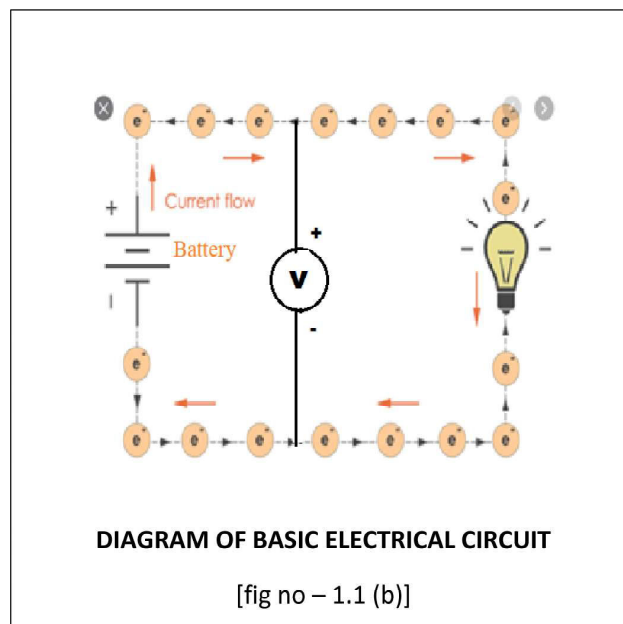 e⁻ e⁻ e⁻ e⁻ e⁻ e⁻ e⁻
e⁻
+ Current flow
Battery
+
V
-
−
e⁻ e⁻
e⁻ e⁻ e⁻ e⁻ e⁻ e⁻ e⁻
DIAGRAM OF BASIC ELECTRICAL CIRCUIT
[fig no – 1.1 (b)]